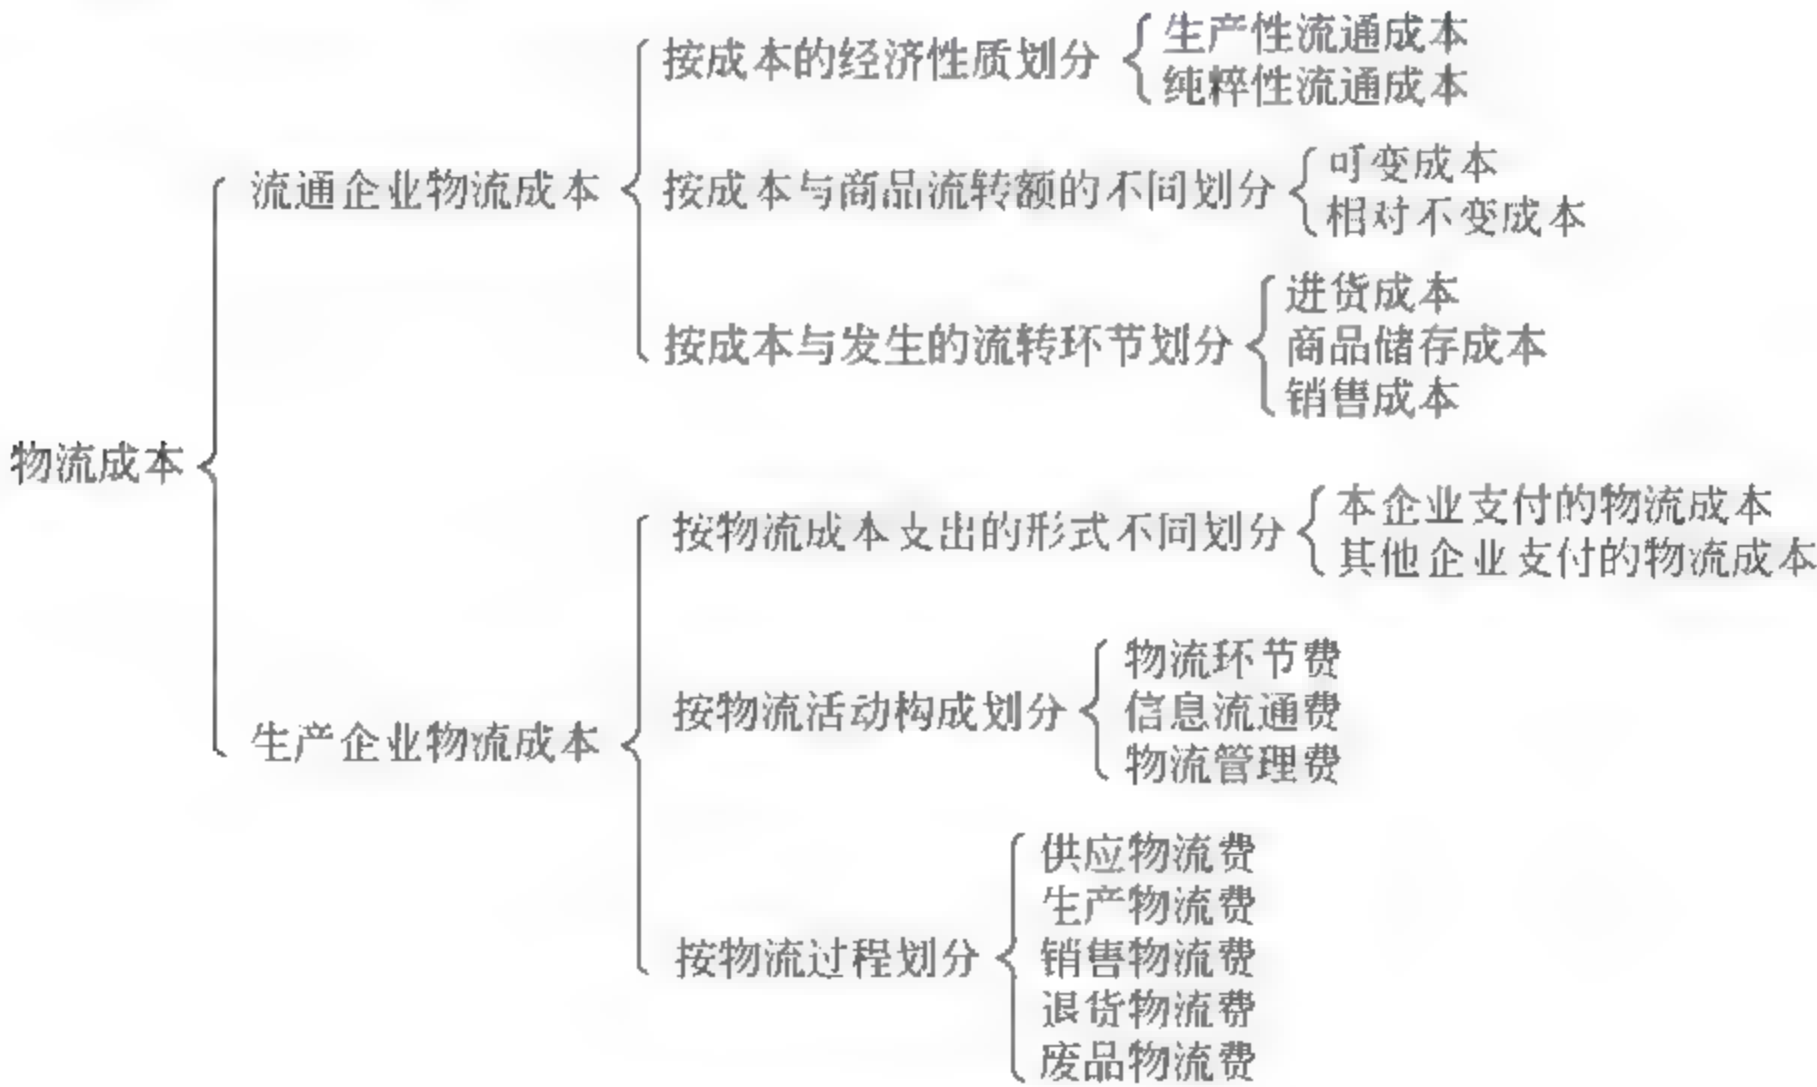 物流成本
流通企业物流成本
按成本的经济性质划分
生产性流通成本
纯粹性流通成本
按成本与商品流转额的不同划分
可变成本
相对不变成本
按成本与发生的流转环节划分
进货成本
商品储存成本
销售成本
生产企业物流成本
按物流成本支出的形式不同划分
本企业支付的物流成本
其他企业支付的物流成本
按物流活动构成划分
物流环节费
信息流通费
物流管理费
按物流过程划分
供应物流费
生产物流费
销售物流费
退货物流费
废品物流费